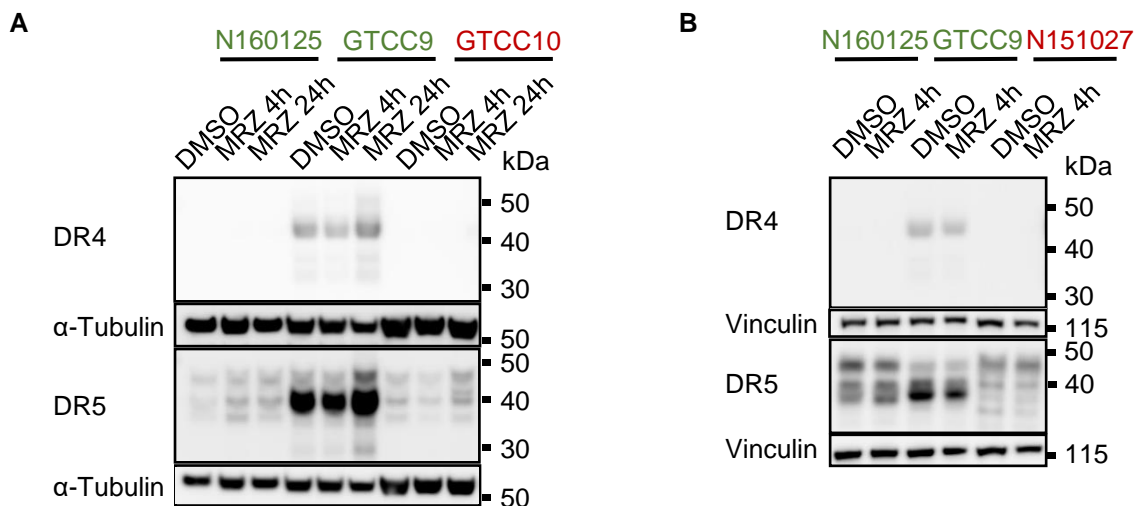 A
N160125 GTCC9 GTCC10
DMSO MRZ 4h MRZ 24h DMSO MRZ 4h MRZ 24h DMSO MRZ 4h MRZ 24h
kDa
DR4
50
40
30
α-Tubulin
50
DR5
50
40
30
α-Tubulin
50
B
N160125 GTCC9 N151027
DMSO MRZ 4h DMSO MRZ 4h DMSO MRZ 4h
kDa
DR4
50
40
30
Vinculin
115
DR5
50
40
Vinculin
115